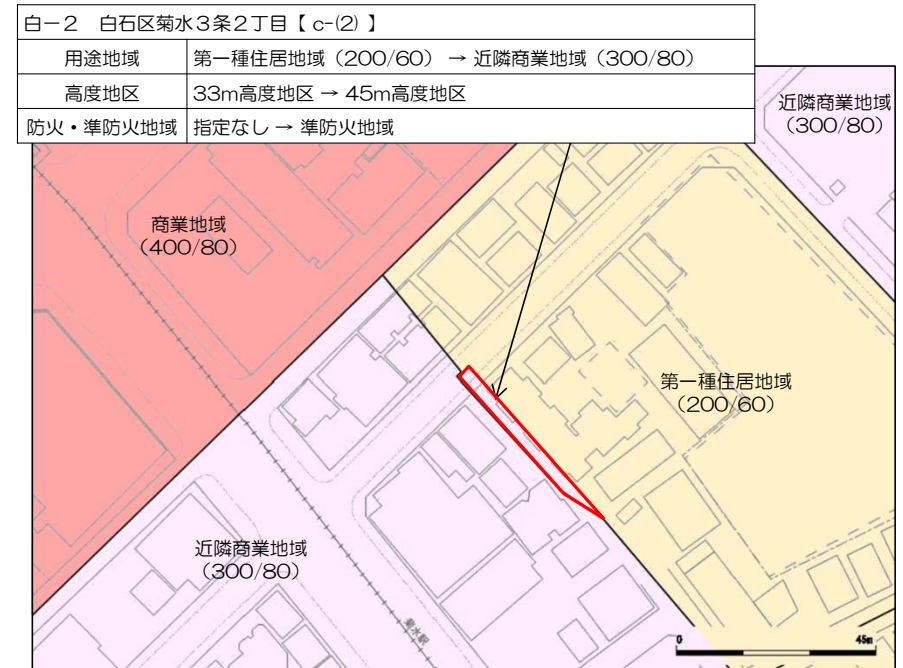 白－2　白石区菊水３条２丁目【 c-(2) 】
用途地域　第一種住居地域（200/60） → 近隣商業地域（300/80）
高度地区　33m高度地区 → 45m高度地区
防火・準防火地域　指定なし → 準防火地域
近隣商業地域
（300/80）
商業地域
（400/80）
第一種住居地域
（200/60）
近隣商業地域
（300/80）
菊水駅
0　45m